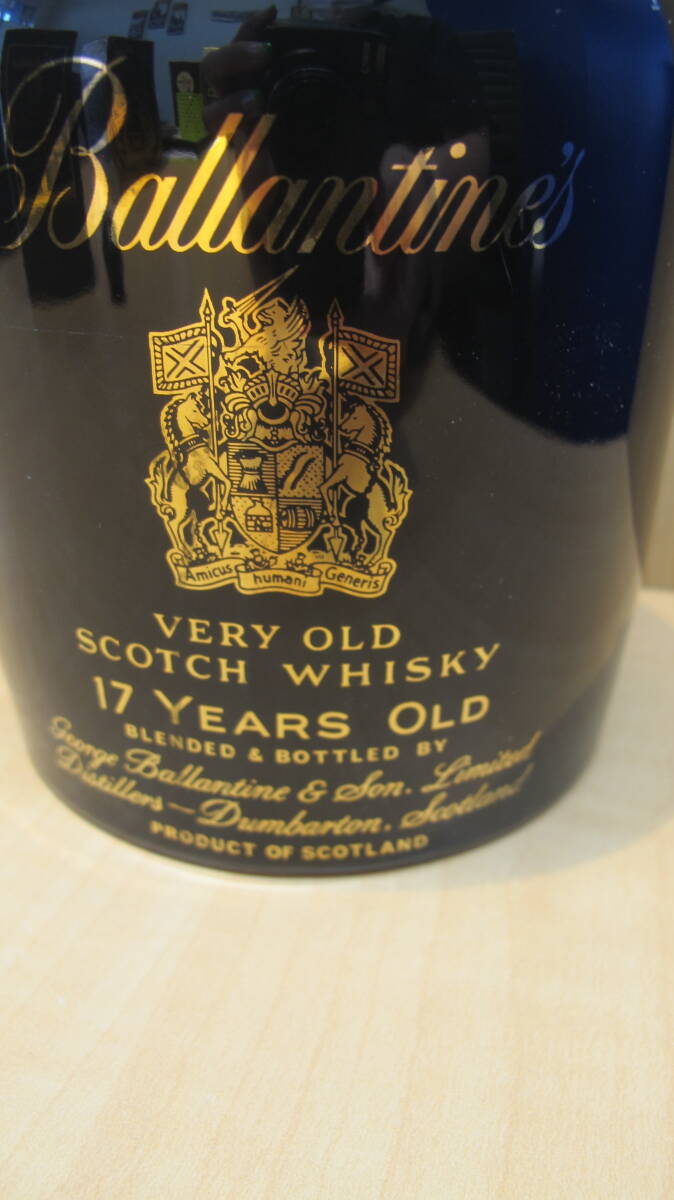 Ballantine's
Amicus humani Generis
VERY OLD
SCOTCH WHISKY
17 YEARS OLD
BLENDED & BOTTLED BY
George Ballantine & Son. Limited
Distillers—Dumbarton. Scotland
PRODUCT OF SCOTLAND